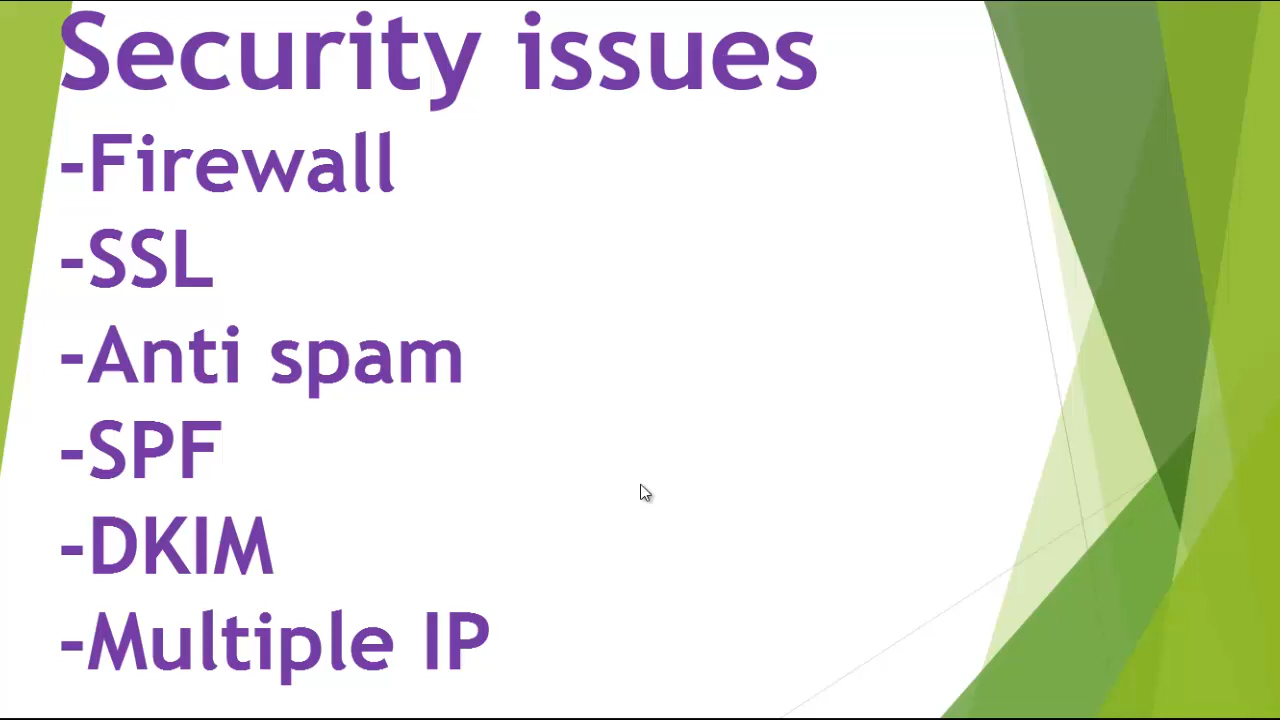 Security issues
-Firewall
-SSL
-Anti spam
-SPF
-DKIM
-Multiple IP